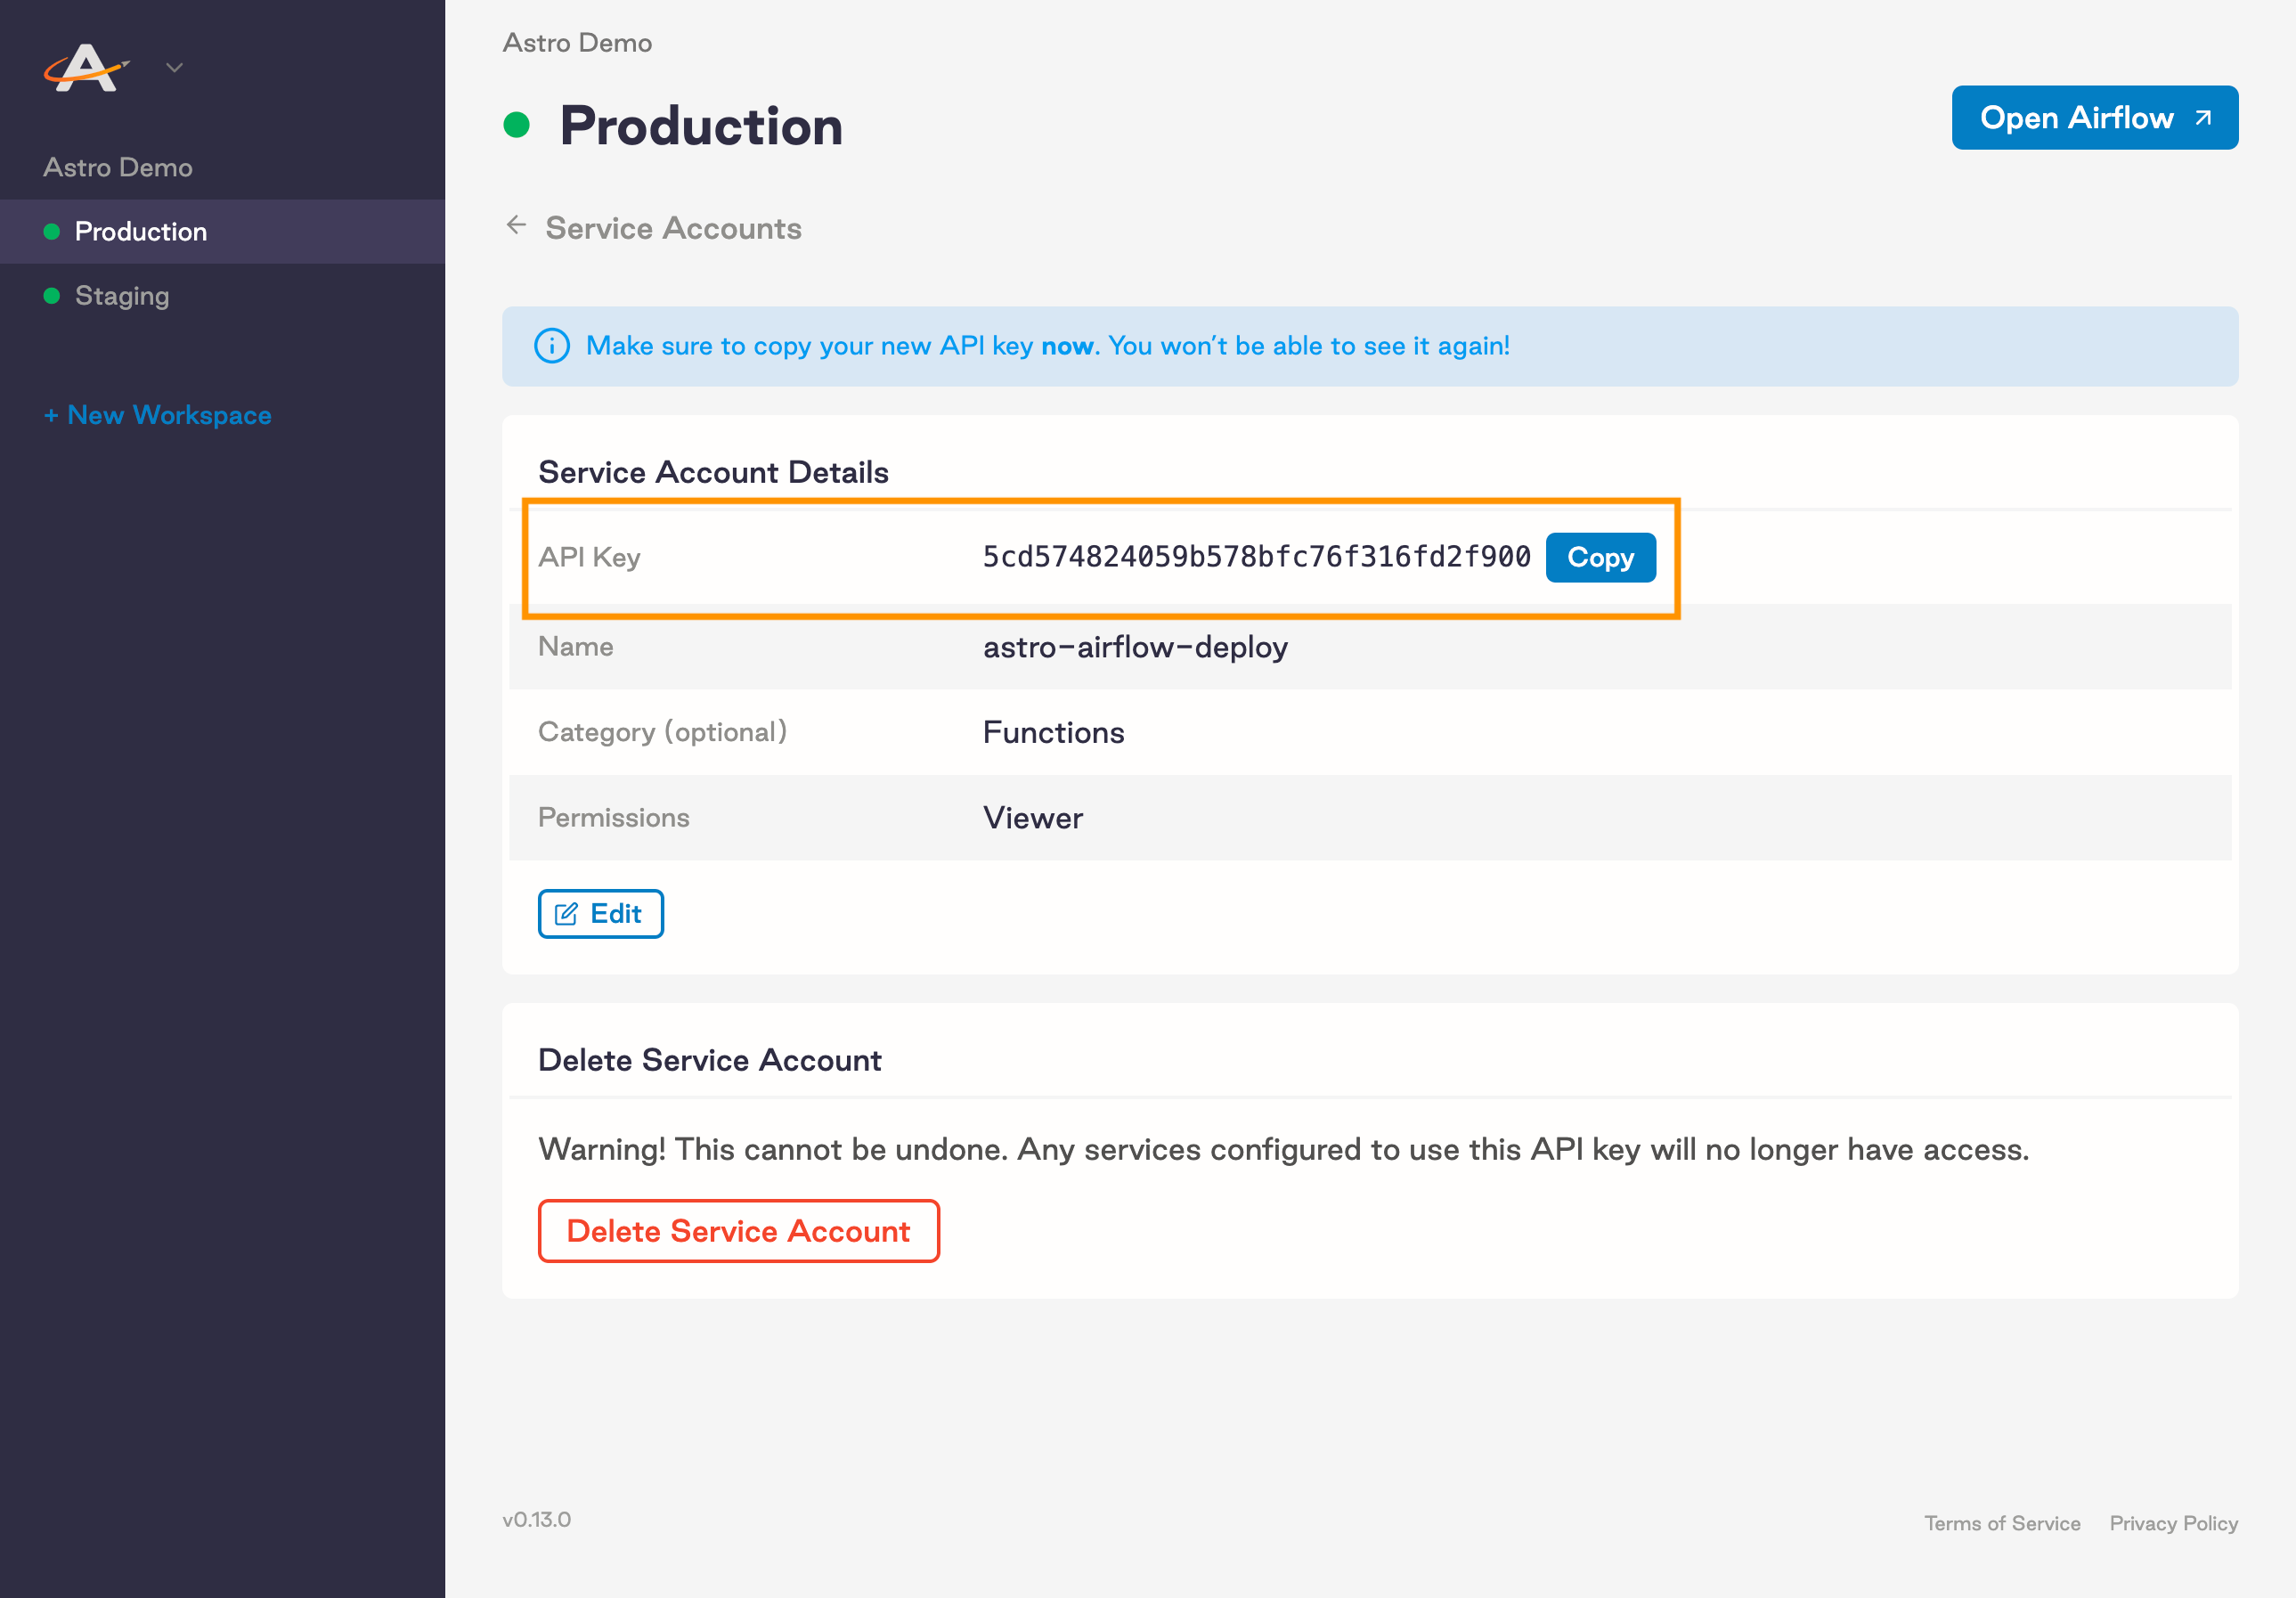 Astro Demo
Production
Staging
+ New Workspace
Astro Demo
Production
Open Airflow
Service Accounts
Make sure to copy your new API key now. You won’t be able to see it again!
Service Account Details
API Key 5cd574824059b578bfc76f316fd2f900 Copy
Name astro-airflow-deploy
Category (optional) Functions
Permissions Viewer
Edit
Delete Service Account
Warning! This cannot be undone. Any services configured to use this API key will no longer have access.
Delete Service Account
v0.13.0
Terms of Service Privacy Policy